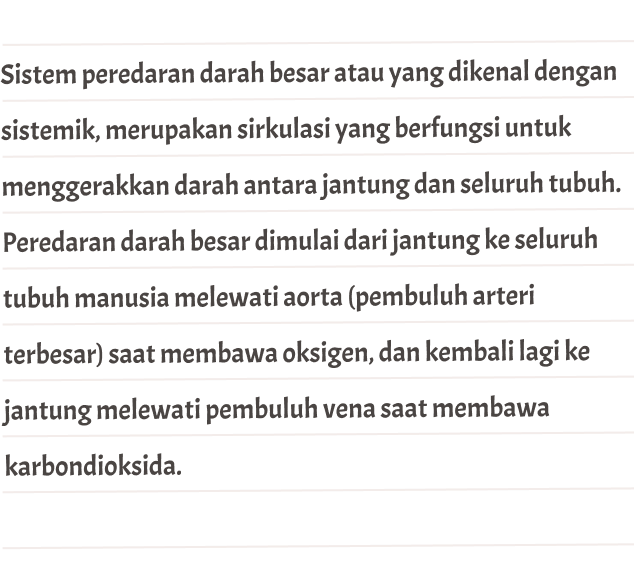 Sistem peredaran darah besar atau yang dikenal dengan
sistemik, merupakan sirkulasi yang berfungsi untuk
menggerakkan darah antara jantung dan seluruh tubuh.
Peredaran darah besar dimulai dari jantung ke seluruh
tubuh manusia melewati aorta (pembuluh arteri
terbesar) saat membawa oksigen, dan kembali lagi ke
jantung melewati pembuluh vena saat membawa
karbondioksida.